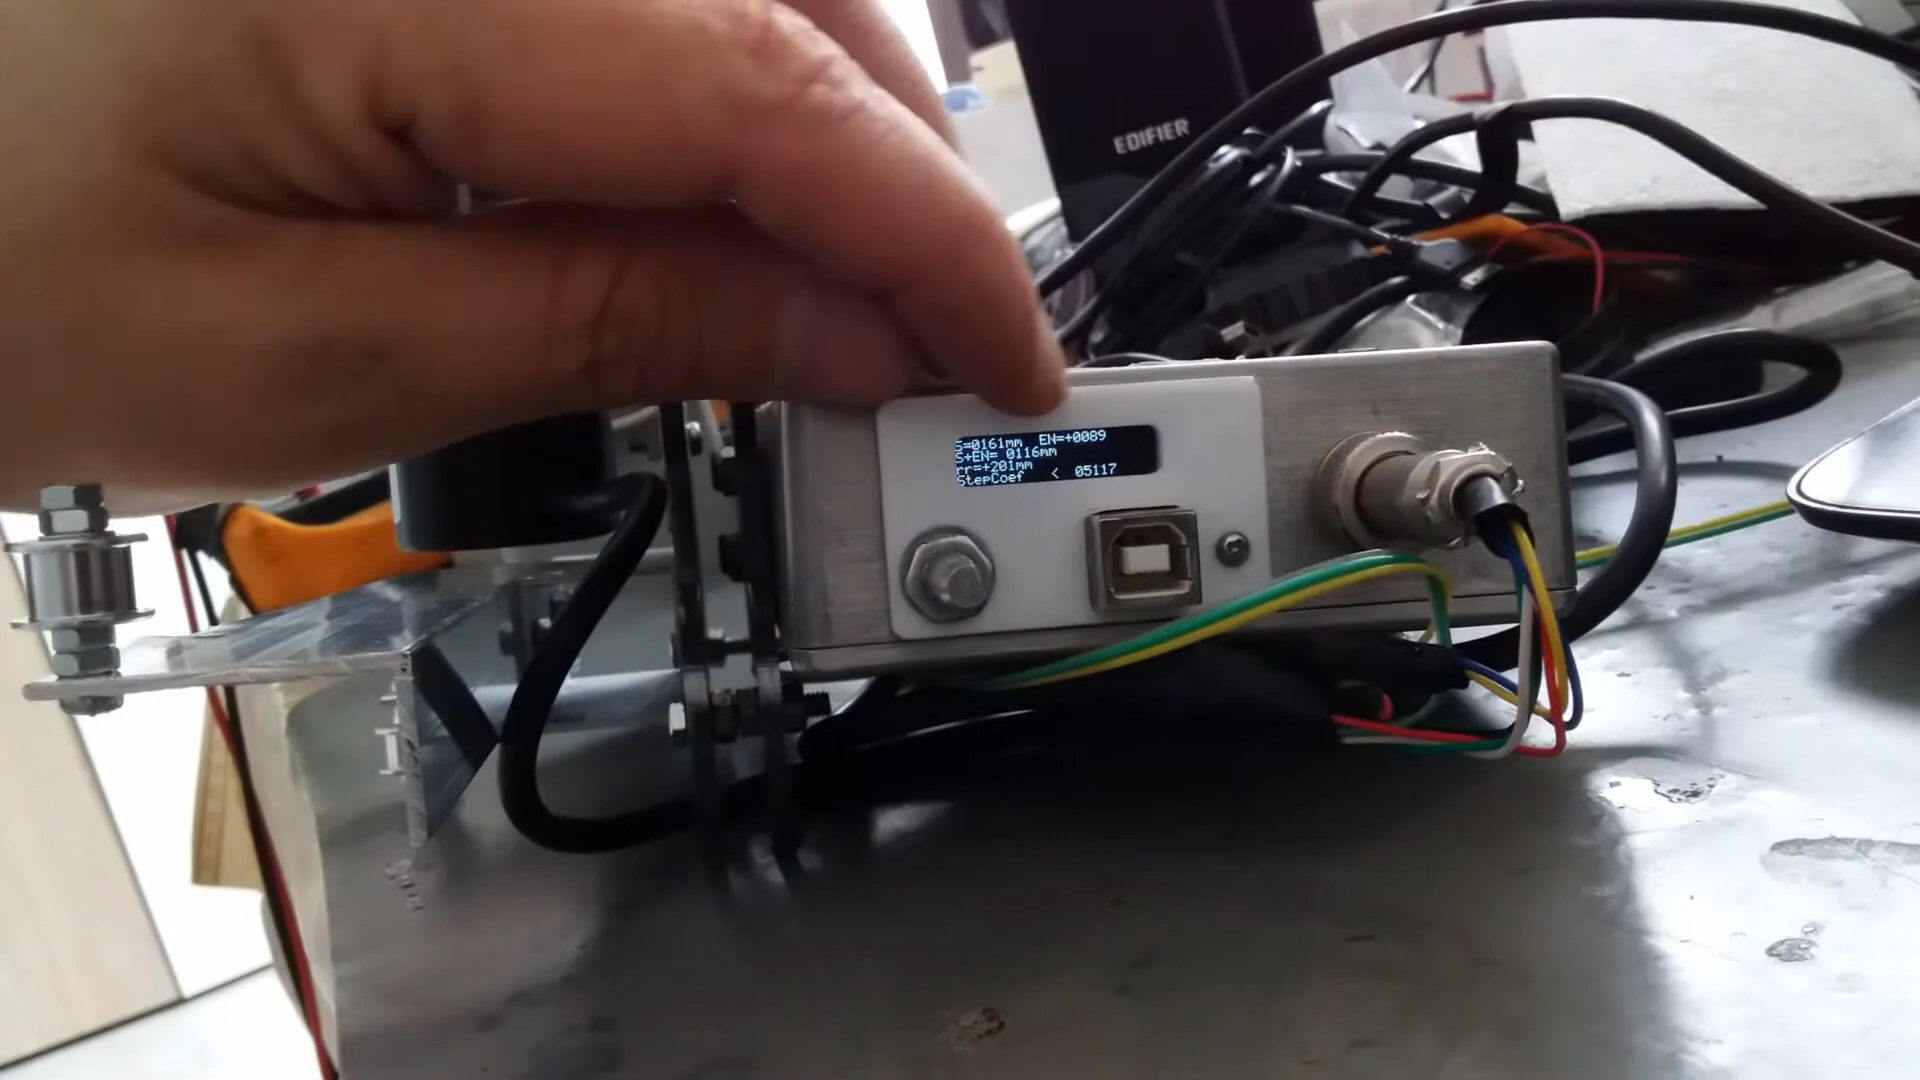 EDIFIER
S=0161mm EN=+0089
S+EN= 0116mm
rr=+201mm
StepCoef < 05117